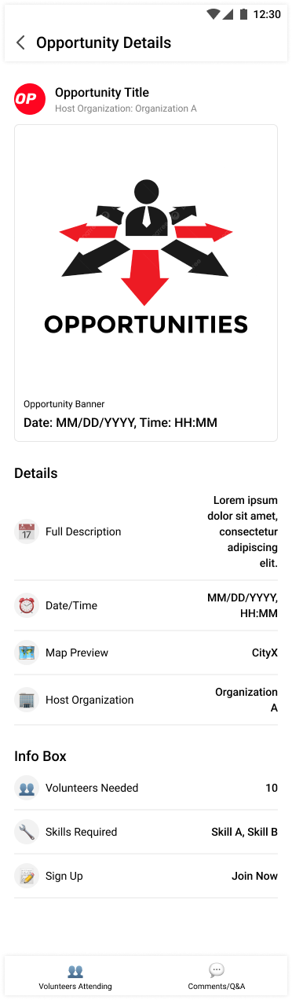 12:30
Opportunity Details
OP
Opportunity Title
Host Organization: Organization A
OPPORTUNITIES
Opportunity Banner
Date: MM/DD/YYYY, Time: HH:MM
Details
17
Full Description
Lorem ipsum
dolor sit amet,
consectetur
adipiscing
elit.
Date/Time
MM/DD/YYYY,
HH:MM
Map Preview
CityX
Host Organization
Organization
A
Info Box
Volunteers Needed
10
Skills Required
Skill A, Skill B
Sign Up
Join Now
Volunteers Attending
Comments/Q&A